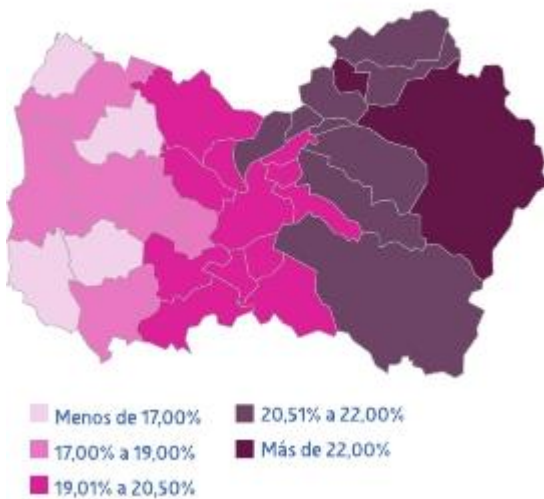 Menos de 17,00%
17,00% a 19,00%
19,01% a 20,50%
20,51% a 22,00%
Más de 22,00%